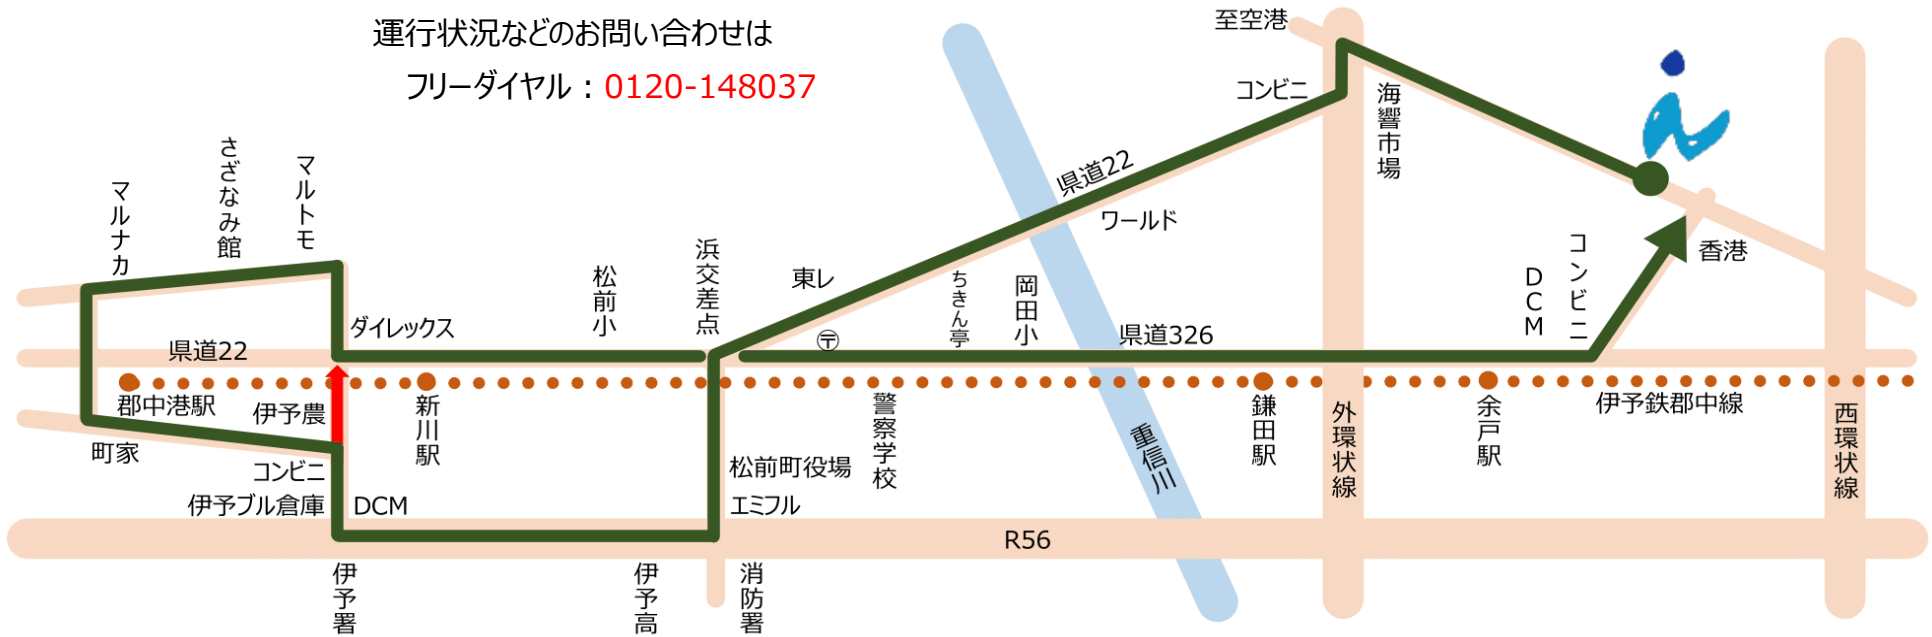 運行状況などのお問い合わせは
フリーダイヤル：0120-148037
至空港
コンビニ
海響市場
県道22
ワールド
さざなみ館
マルトモ
マルナカ
浜交差点
松前小
東レ
ちきん亭
岡田小
DCM
コンビニ
香港
ダイレックス
〶
県道326
県道22
郡中港駅
伊予農
新川駅
警察学校
重信川
鎌田駅
外環状線
余戸駅
伊予鉄郡中線
西環状線
町家
コンビニ
伊予ブル倉庫
DCM
松前町役場
エミフル
R56
伊予署
伊予高
消防署